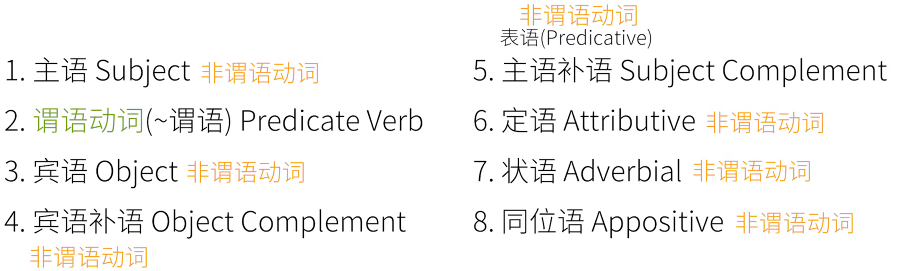 1. 主语 Subject 非谓语动词
2. 谓语动词(~谓语) Predicate Verb
3. 宾语 Object 非谓语动词
4. 宾语补语 Object Complement
非谓语动词
非谓语动词
表语(Predicative)
5. 主语补语 Subject Complement
6. 定语 Attributive 非谓语动词
7. 状语 Adverbial 非谓语动词
8. 同位语 Appositive 非谓语动词